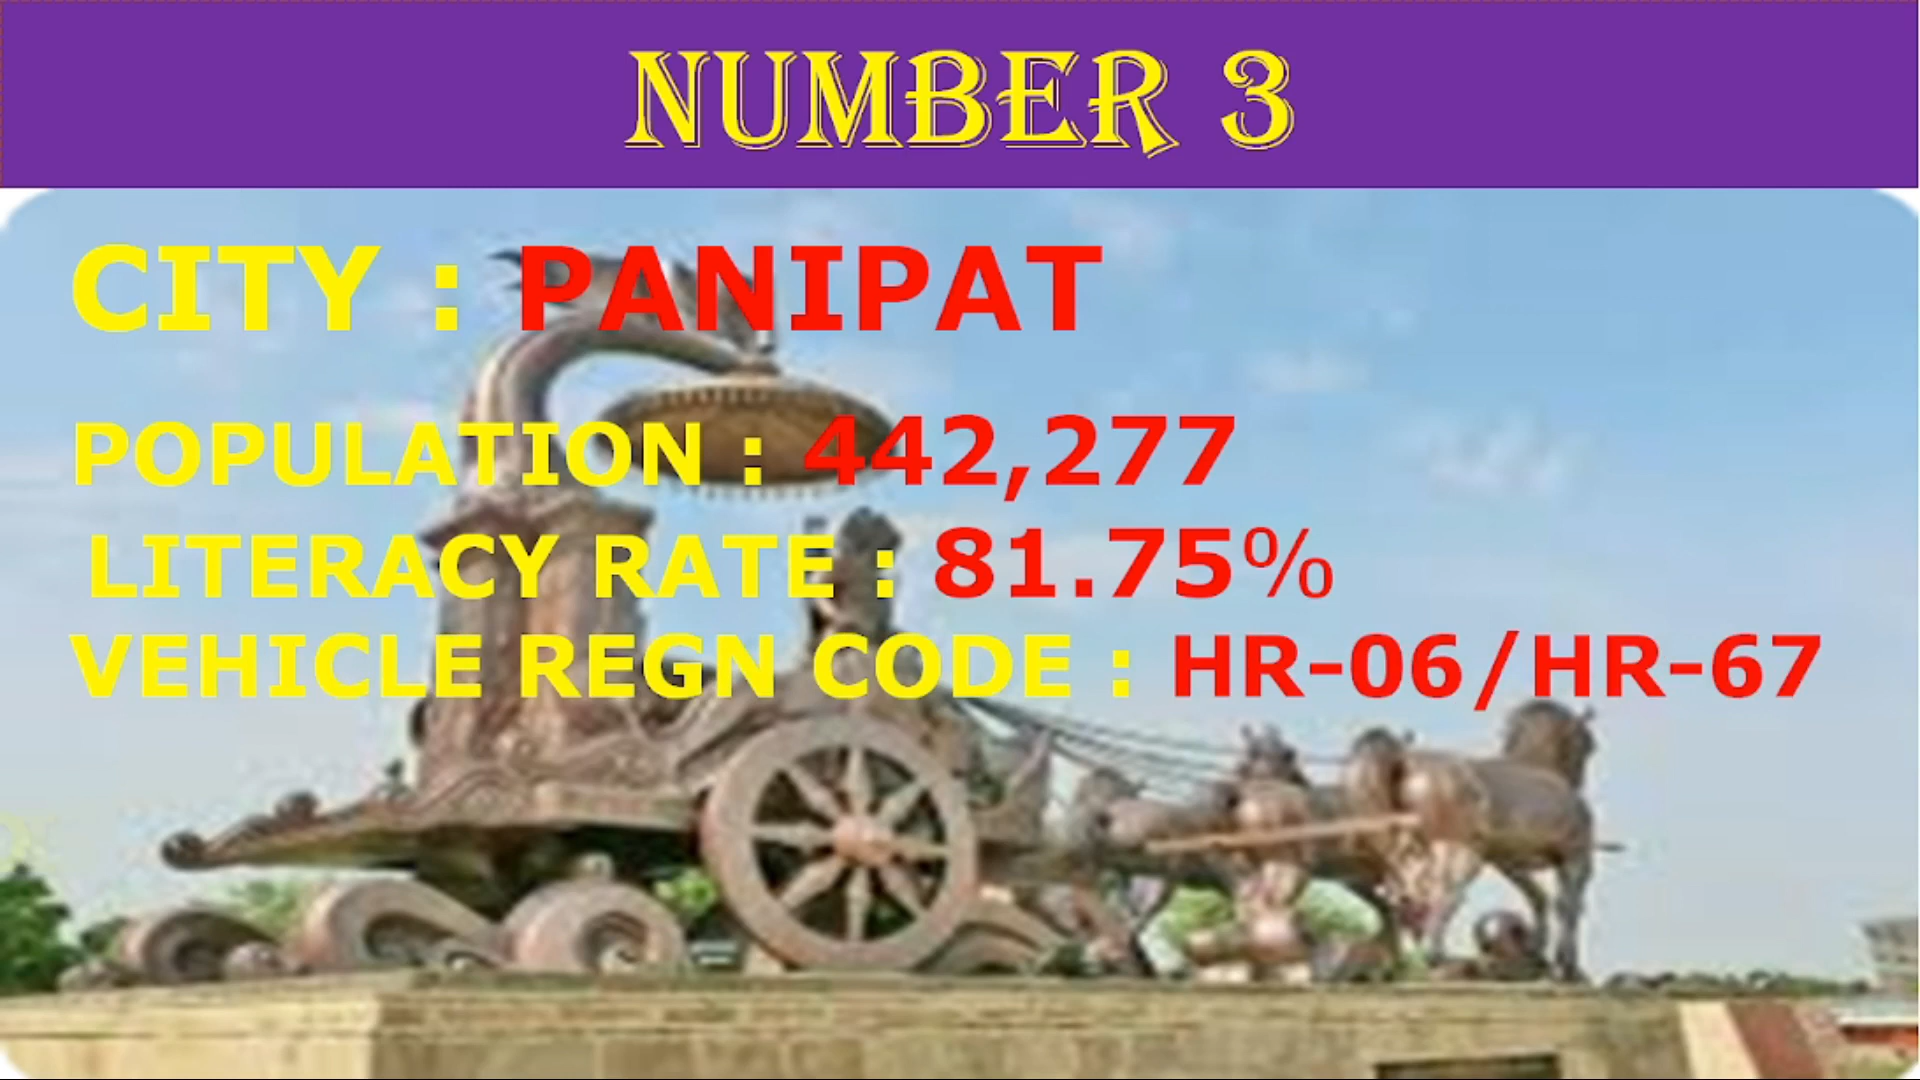 NUMBER 3
CITY : PANIPAT
POPULATION : 442,277
LITERACY RATE : 81.75%
VEHICLE REGN CODE : HR-06/HR-67